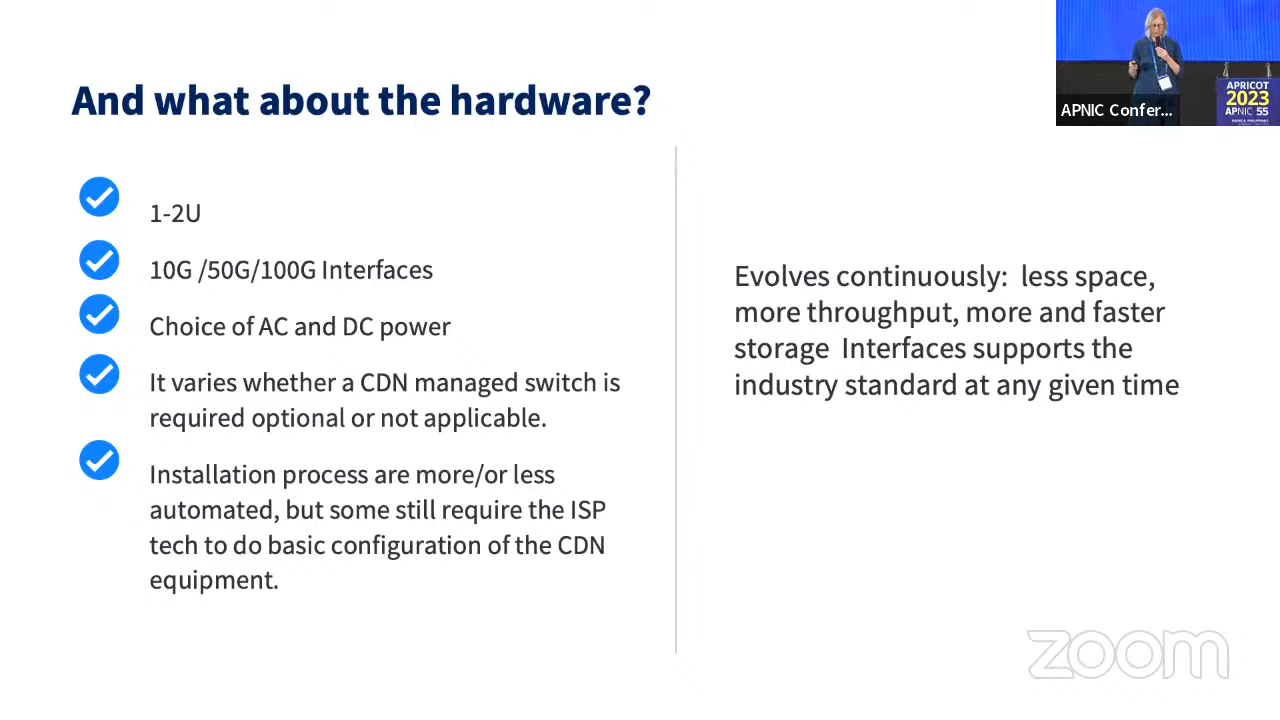 And what about the hardware?
1-2U
10G /50G/100G Interfaces
Choice of AC and DC power
It varies whether a CDN managed switch is
required optional or not applicable.
Installation process are more/or less
automated, but some still require the ISP
tech to do basic configuration of the CDN
equipment.
Evolves continuously:  less space,
more throughput, more and faster
storage  Interfaces supports the
industry standard at any given time
APNIC Confer...
APRICOT
2023
APNIC 55
zoom